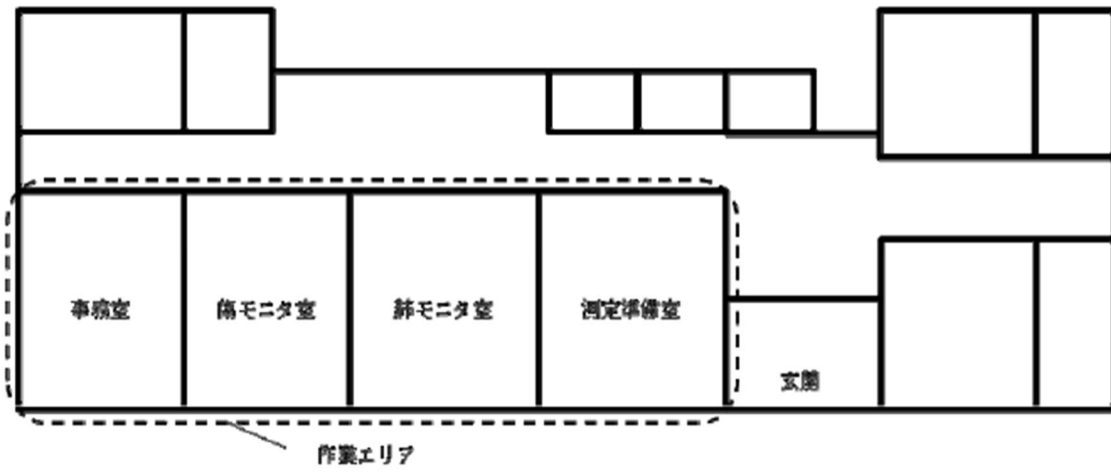 事務室
傷モニタ室
肺モニタ室
測定準備室
玄関
作業エリア